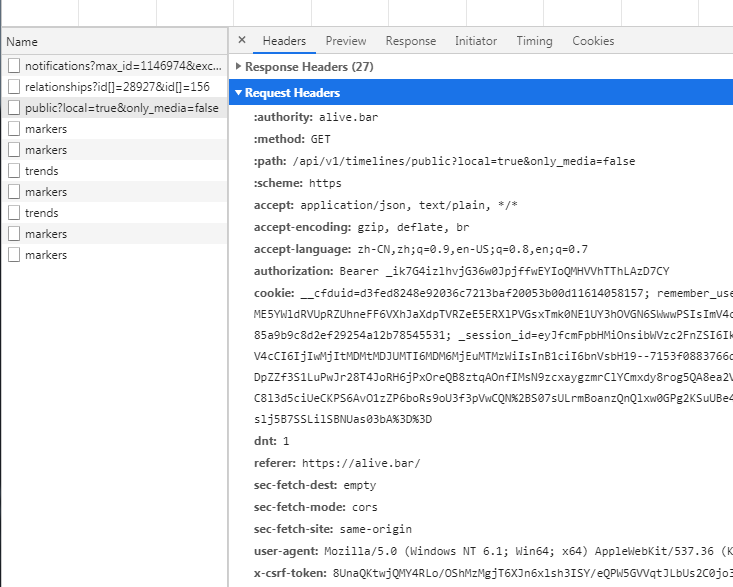 Name
notifications?max_id=1146974&exc...
relationships?id[]=28927&id[]=156
public?local=true&only_media=false
markers
markers
trends
markers
trends
markers
markers
× Headers Preview Response Initiator Timing Cookies
Response Headers (27)
Request Headers
:authority: alive.bar
:method: GET
:path: /api/v1/timelines/public?local=true&only_media=false
:scheme: https
accept: application/json, text/plain, */*
accept-encoding: gzip, deflate, br
accept-language: zh-CN,zh;q=0.9,en-US;q=0.8,en;q=0.7
authorization: Bearer _ik7G4izlhvjG36w0JpjffwEYIoQMHVVhTThLAzD7CY
cookie: __cfduid=d3fed8248e92036c7213baf20053b00d11614058157; remember_use
ME5YWldRVUpRZUhneFF6VXhJaXdpTVRZeE5ERXlPVGsxTmk0NE1UY3hOVGN6SWwwPSIsImV4c
85a9b9c8d2ef29254a12b78545531; _session_id=eyJfcmFpbHMiOnsibWVzc2FnZSI6Ik
V4cCI6IjIwMjItMDMtMDJUMTI6MDM6MjEuMTMzWiIsInB1ciI6bnVsbH19--7153f0883766d
DpZZf3S1LuPwJr28T4JoRH6jPxOreQB8ztqAOnfIMsN9zcxaygzmrClYCmxdy8rog5QA8ea2V
C8l3d5ciUeCKPS6AvO1zZP6boRs9oU3f3pVwCQN%2BS07sULrmBoanzQnQlxw0GPg2KSuUBe4
slj5B7SSLilSBNUas03bA%3D%3D
dnt: 1
referer: https://alive.bar/
sec-fetch-dest: empty
sec-fetch-mode: cors
sec-fetch-site: same-origin
user-agent: Mozilla/5.0 (Windows NT 6.1; Win64; x64) AppleWebKit/537.36 (K
x-csrf-token: 8UnaQKtwjQMY4RLo/OShMzMgjT6XJn6xlsh3ISY/eQPW5GVVqtJLbUs2C0jo3